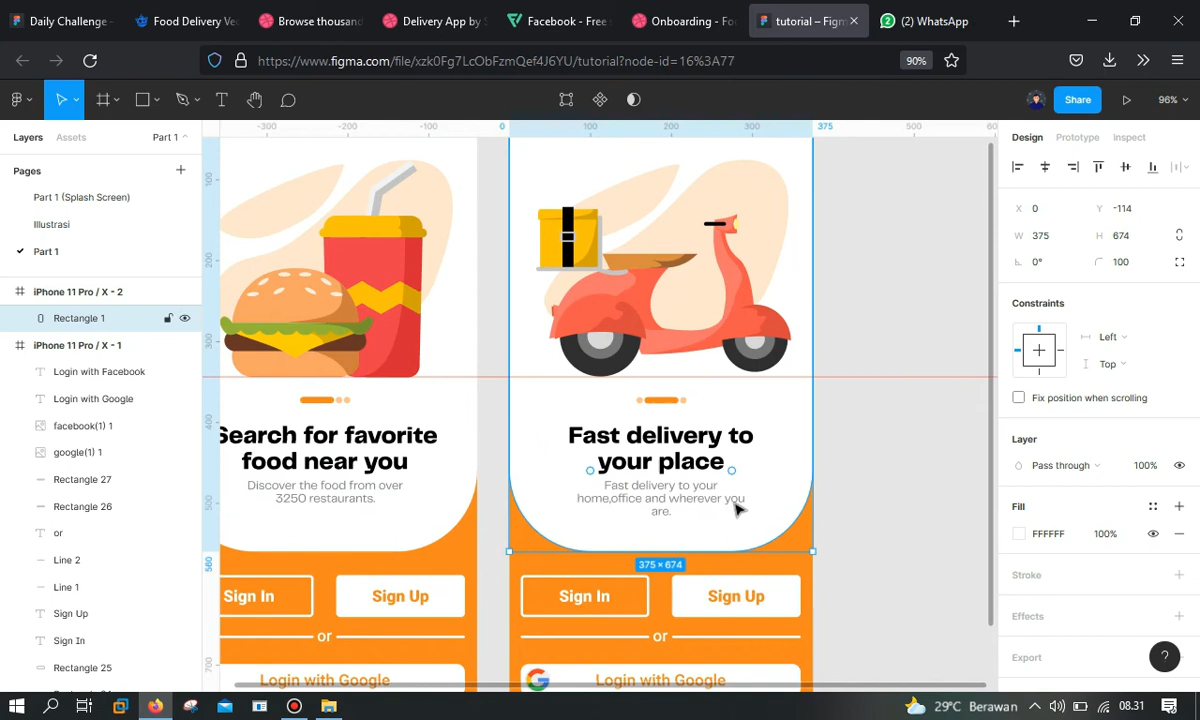 Daily Challenge –
Food Delivery Ve
Browse thousan
Delivery App by S
Facebook - Free s
Onboarding - Fo
tutorial – Figm
(2) WhatsApp
https://www.figma.com/file/xzk0Fg7LcObFzmQef4J6YU/tutorial?node-id=16%3A77
90%
Share
96%
Layers
Assets
Part 1
Pages
Part 1 (Splash Screen)
Illustrasi
Part 1
iPhone 11 Pro / X - 2
Rectangle 1
iPhone 11 Pro / X - 1
Login with Facebook
Login with Google
facebook(1) 1
google(1) 1
Rectangle 27
Rectangle 26
or
Line 2
Line 1
Sign Up
Sign In
Rectangle 25
-300
-200
-100
0
100
200
300
375
500
100
200
300
400
500
560
700
Search for favorite
food near you
Discover the food from over
3250 restaurants.
Sign In
Sign Up
or
Login with Google
Fast delivery to
your place
Fast delivery to your
home,office and wherever you
are.
375 × 674
Sign In
Sign Up
or
Login with Google
Design
Prototype
Inspect
X 0
Y -114
W 375
H 674
0°
100
Constraints
Left
Top
Fix position when scrolling
Layer
Pass through
100%
Fill
FFFFFF
100%
Stroke
Effects
Export
?
29°C Berawan
08.31